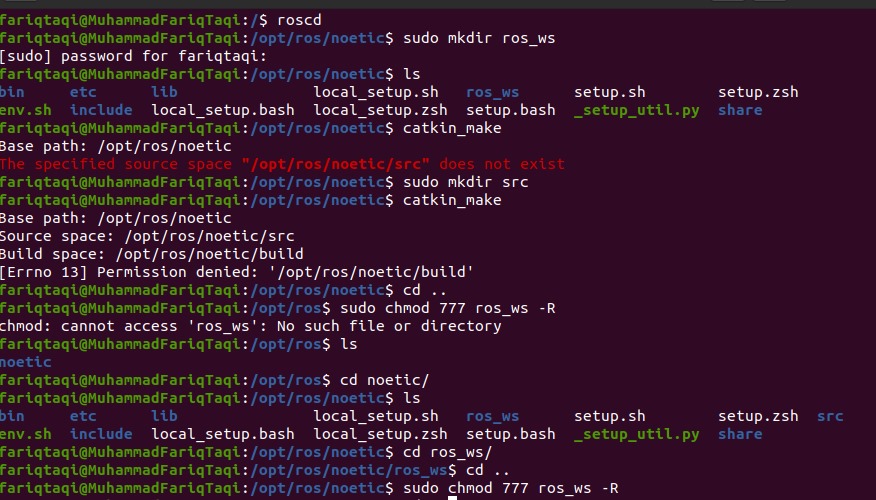 fariqtaqi@MuhammadFariqTaqi:/$ roscd
fariqtaqi@MuhammadFariqTaqi:/opt/ros/noetic$ sudo mkdir ros_ws
[sudo] password for fariqtaqi:
fariqtaqi@MuhammadFariqTaqi:/opt/ros/noetic$ ls
bin etc lib local_setup.sh ros_ws setup.sh setup.zsh
env.sh include local_setup.bash local_setup.zsh setup.bash _setup_util.py share
fariqtaqi@MuhammadFariqTaqi:/opt/ros/noetic$ catkin_make
Base path: /opt/ros/noetic
The specified source space "/opt/ros/noetic/src" does not exist
fariqtaqi@MuhammadFariqTaqi:/opt/ros/noetic$ sudo mkdir src
fariqtaqi@MuhammadFariqTaqi:/opt/ros/noetic$ catkin_make
Base path: /opt/ros/noetic
Source space: /opt/ros/noetic/src
Build space: /opt/ros/noetic/build
[Errno 13] Permission denied: '/opt/ros/noetic/build'
fariqtaqi@MuhammadFariqTaqi:/opt/ros/noetic$ cd ..
fariqtaqi@MuhammadFariqTaqi:/opt/ros$ sudo chmod 777 ros_ws -R
chmod: cannot access 'ros_ws': No such file or directory
fariqtaqi@MuhammadFariqTaqi:/opt/ros$ ls
noetic
fariqtaqi@MuhammadFariqTaqi:/opt/ros$ cd noetic/
fariqtaqi@MuhammadFariqTaqi:/opt/ros/noetic$ ls
bin etc lib local_setup.sh ros_ws setup.sh setup.zsh src
env.sh include local_setup.bash local_setup.zsh setup.bash _setup_util.py share
fariqtaqi@MuhammadFariqTaqi:/opt/ros/noetic$ cd ros_ws/
fariqtaqi@MuhammadFariqTaqi:/opt/ros/noetic/ros_ws$ cd ..
fariqtaqi@MuhammadFariqTaqi:/opt/ros/noetic$ sudo chmod 777 ros_ws -R